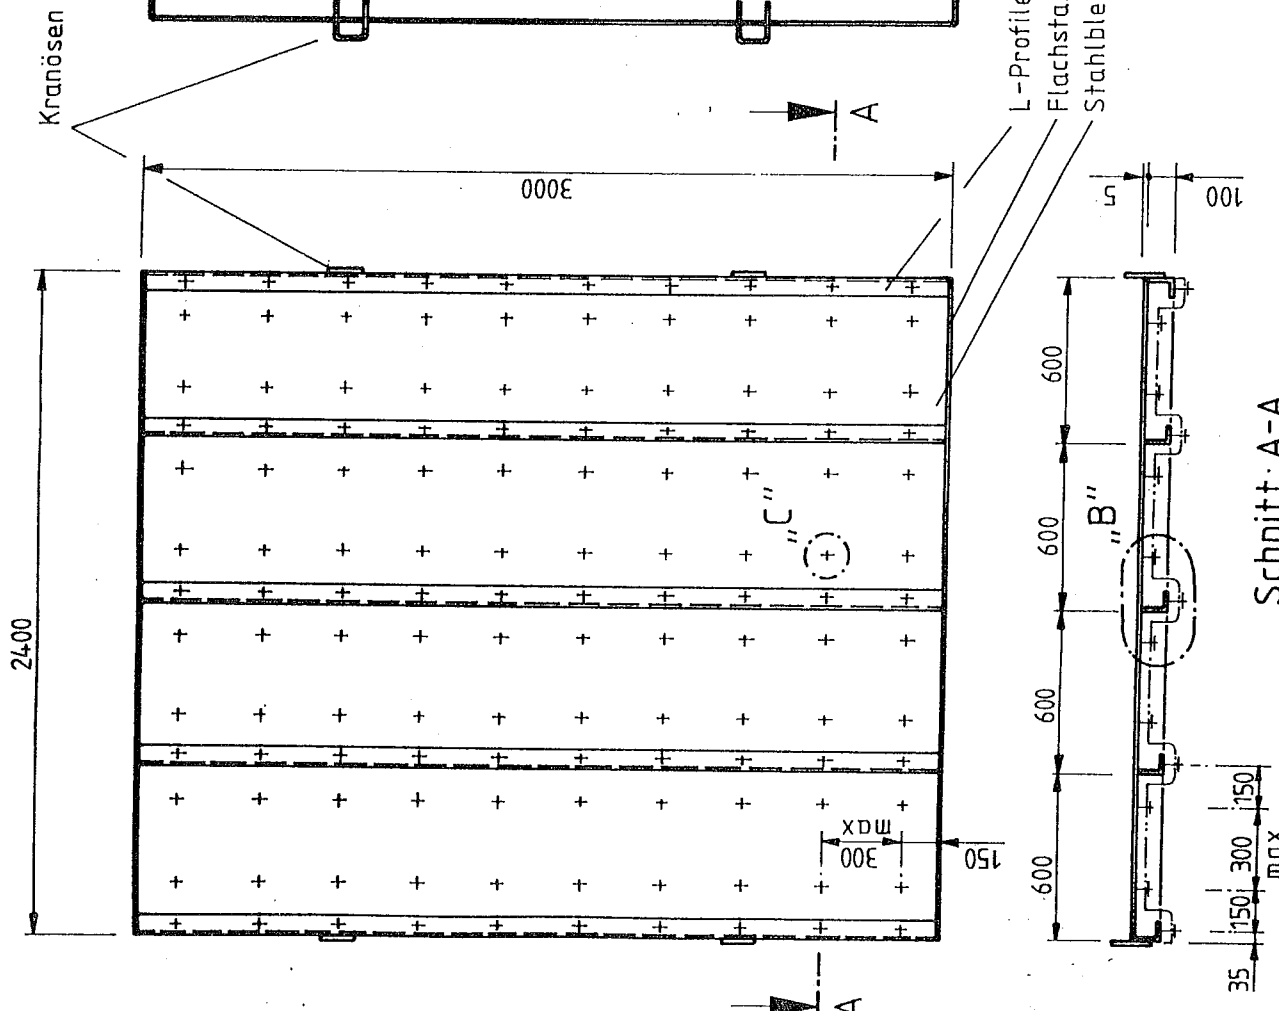 Kranösen
A
L-Profile
Flachsta
Stahlble
3000
2400
„C"
300
max
150
A
5
100
600
600
600
600
„B"
150
300
max
150
35
Schnitt: A-A